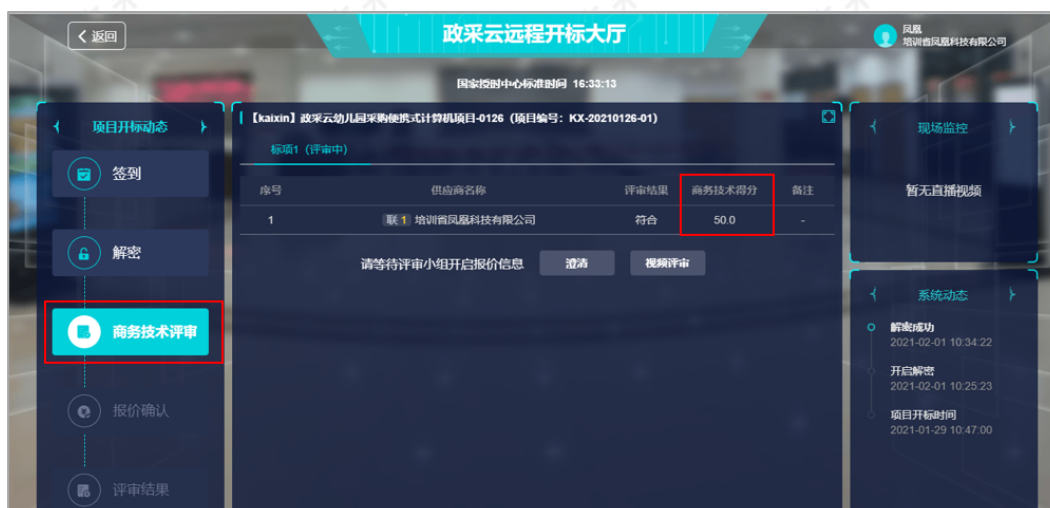 返回
政采云远程开标大厅
凤凰
培训省凤凰科技有限公司
国家授时中心标准时间 16:33:13
项目开标动态
签到
解密
商务技术评审
报价确认
评审结果
【kaixin】政采云幼儿园采购便携式计算机项目-0126（项目编号：KX-20210126-01）
标项1（评审中）
序号 供应商名称 评审结果 商务技术得分 备注
1 联1 培训省凤凰科技有限公司 符合 50.0 -
请等待评审小组开启报价信息 澄清 视频评审
现场监控
暂无直播视频
系统动态
解密成功
2021-02-01 10:34:22
开启解密
2021-02-01 10:25:23
项目开标时间
2021-01-29 10:47:00